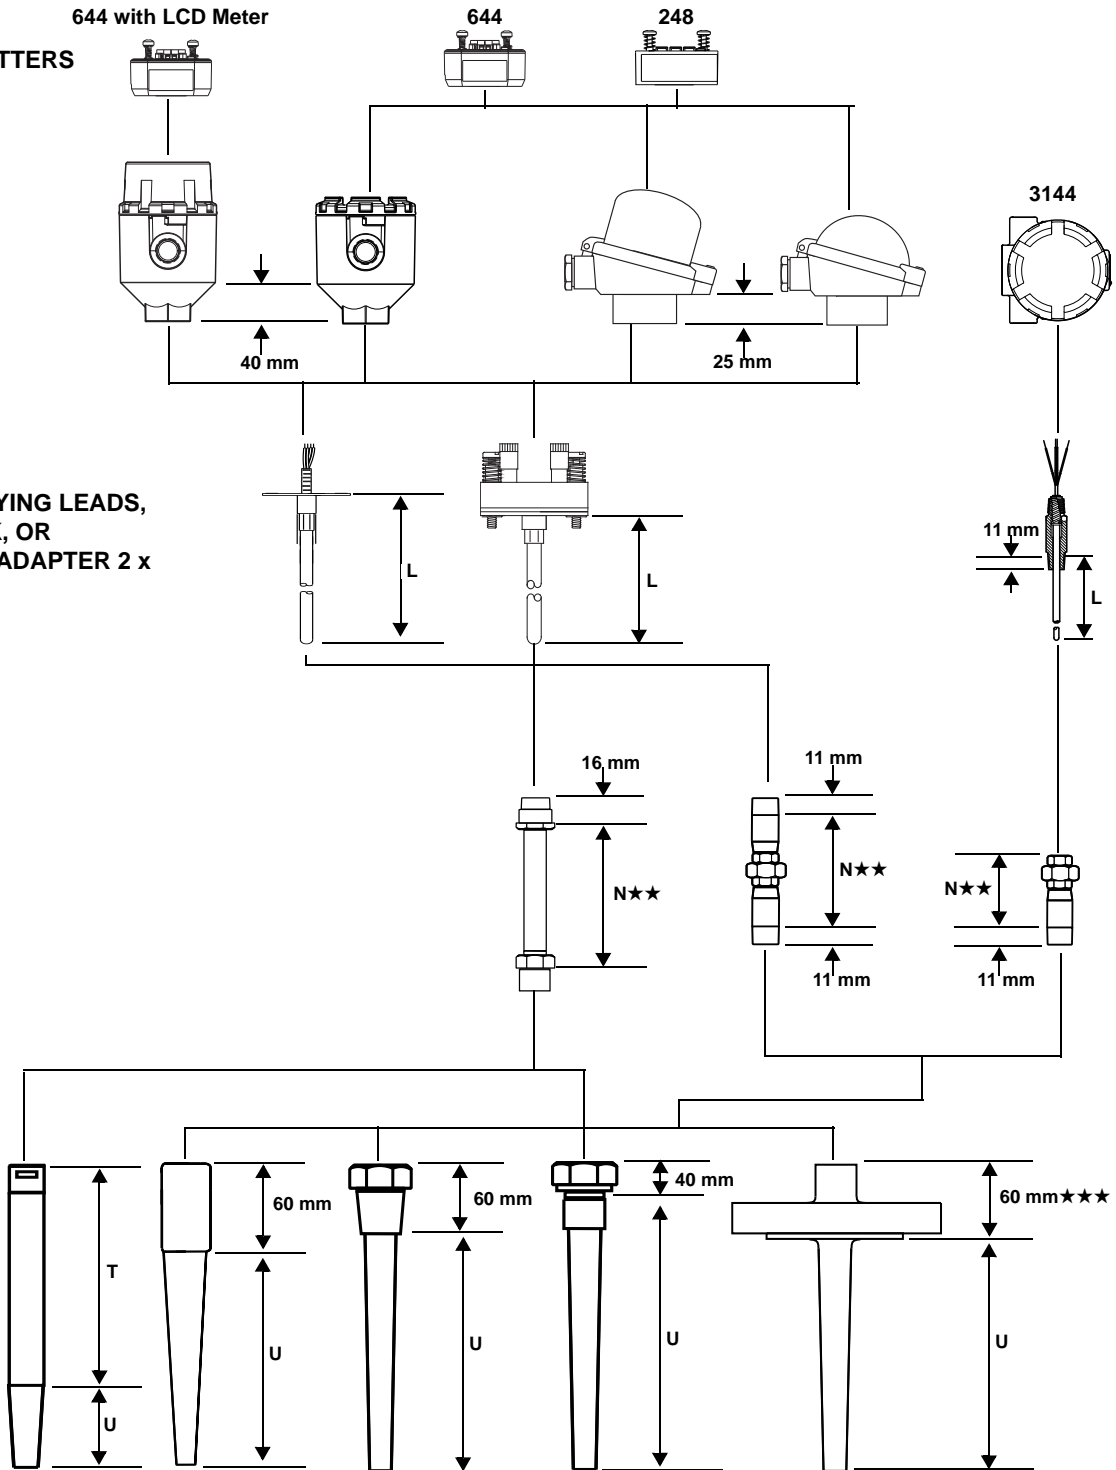 644 with LCD Meter
644
248
TTERS
3144
40 mm
25 mm
YING LEADS,
K, OR
ADAPTER 2 x
11 mm
L
L
L
16 mm
11 mm
N★★
N★★
N★★
11 mm
11 mm
60 mm
60 mm
40 mm
60 mm★★★
T
U
U
U
U
U